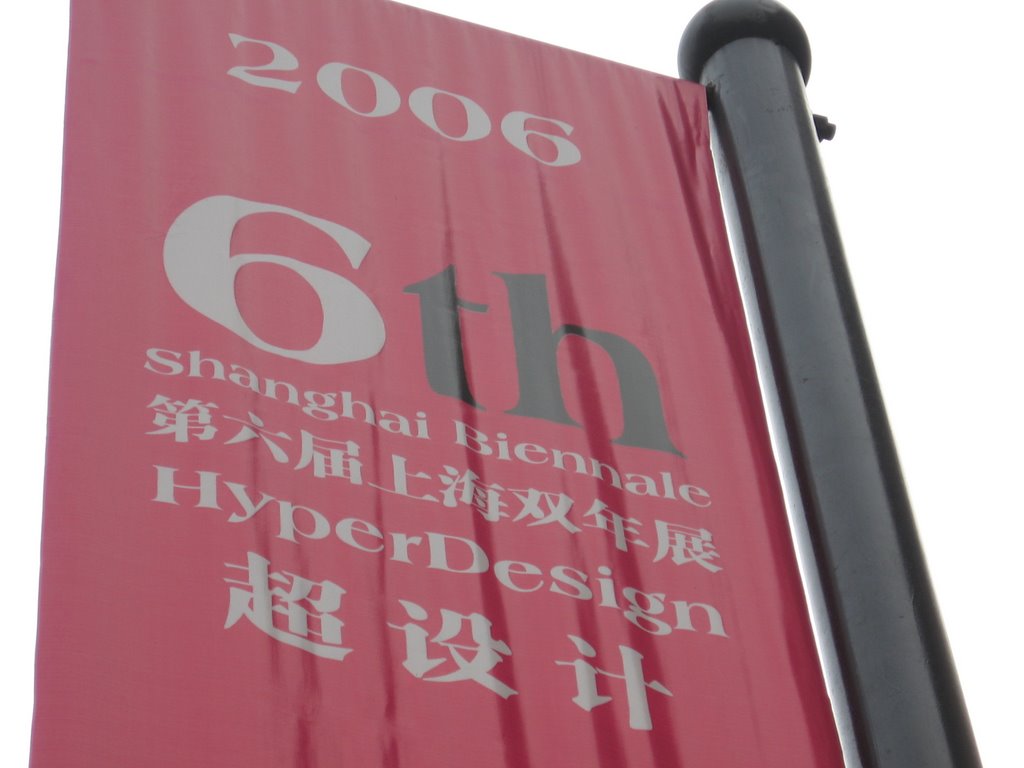 2006
6th
Shanghai Biennale
第六届上海双年展
HyperDesign
超设计